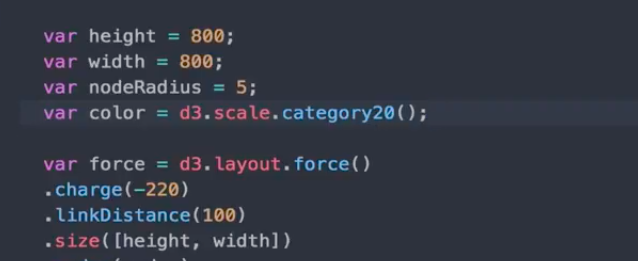 var height = 800;
var width = 800;
var nodeRadius = 5;
var color = d3.scale.category20();
var force = d3.layout.force()
.charge(-220)
.linkDistance(100)
.size([height, width])